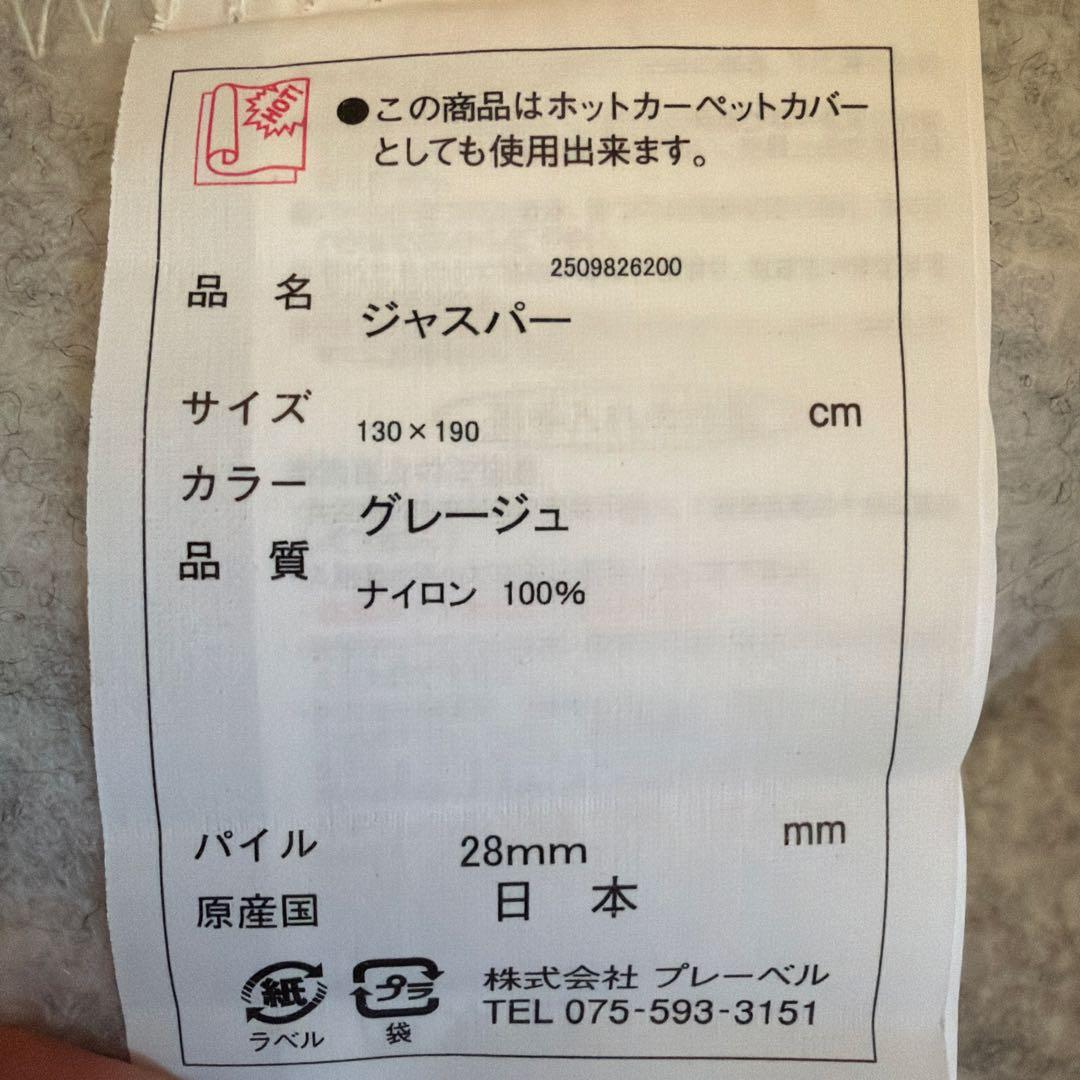 HOT!
●この商品はホットカーペットカバー
としても使用出来ます。
2509826200
品 名 ジャスパー
サイズ 130×190 cm
カラー グレージュ
品 質 ナイロン 100%
パイル 28mm mm
原産国 日 本
紙 プラ 株式会社 プレーベル
ラベル 袋 TEL 075-593-3151